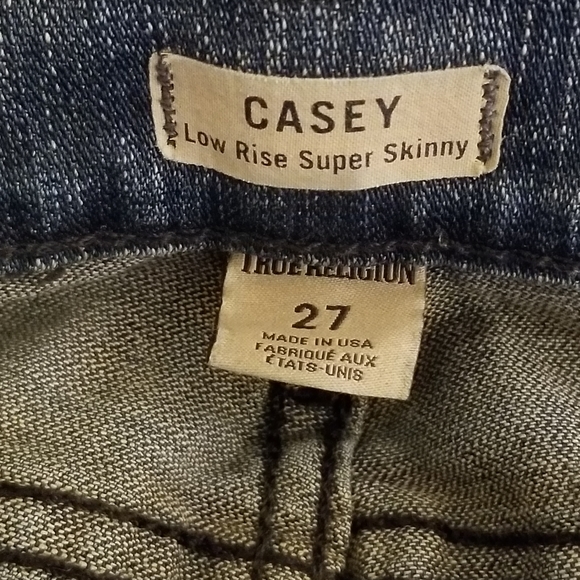 CASEY
Low Rise Super Skinny
TRUE RELIGION
27
MADE IN USA
FABRIQUÉ AUX
ÉTATS-UNIS